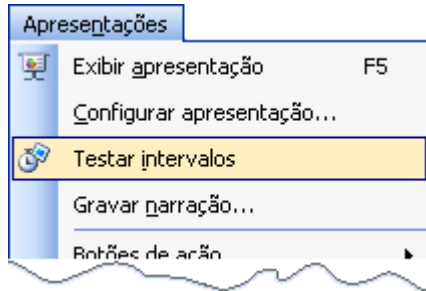 Apresentações
Exibir apresentação F5
Configurar apresentação...
Testar intervalos
Gravar narração...
Botões de ação